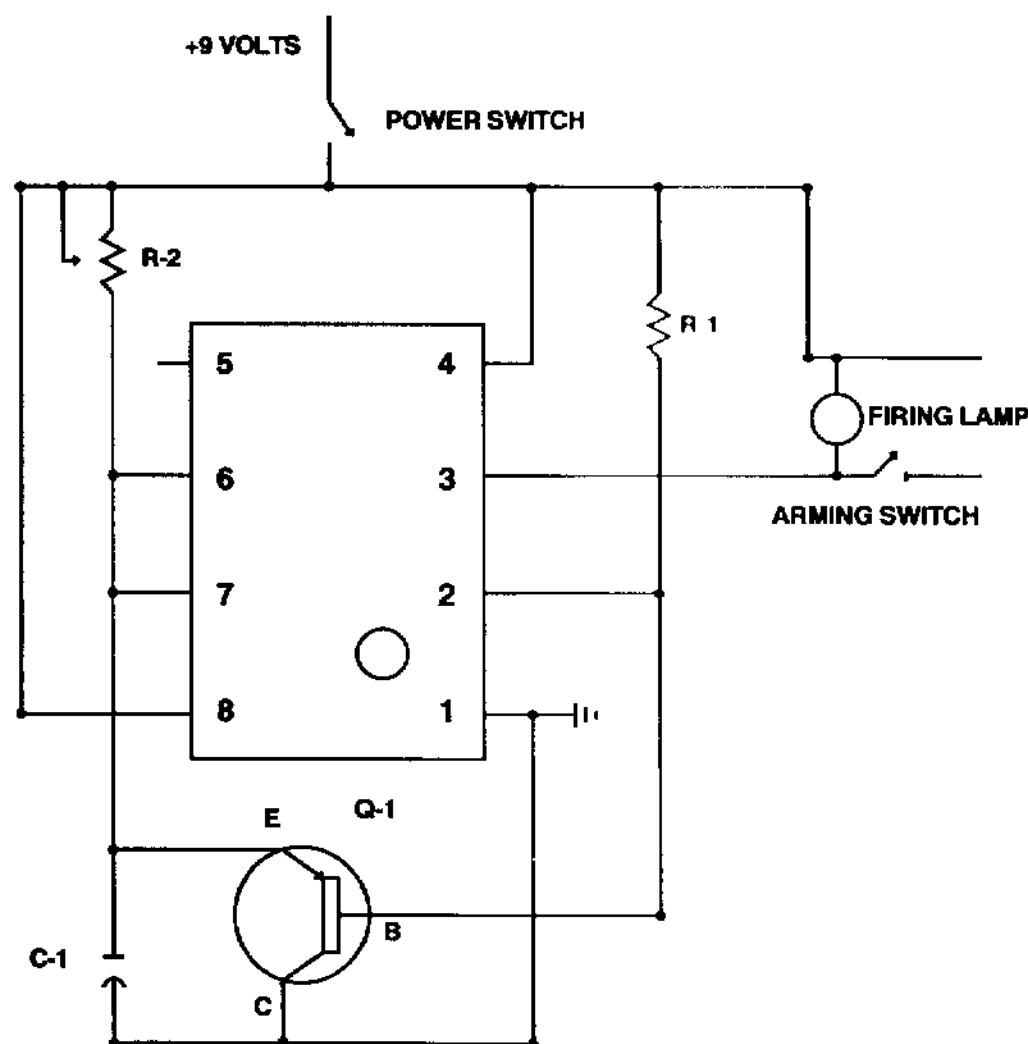 +9 VOLTS
POWER SWITCH
R-2
R 1
5 4
FIRING LAMP
6 3
ARMING SWITCH
7 2
8 1
Q-1
E
B
C-1
C